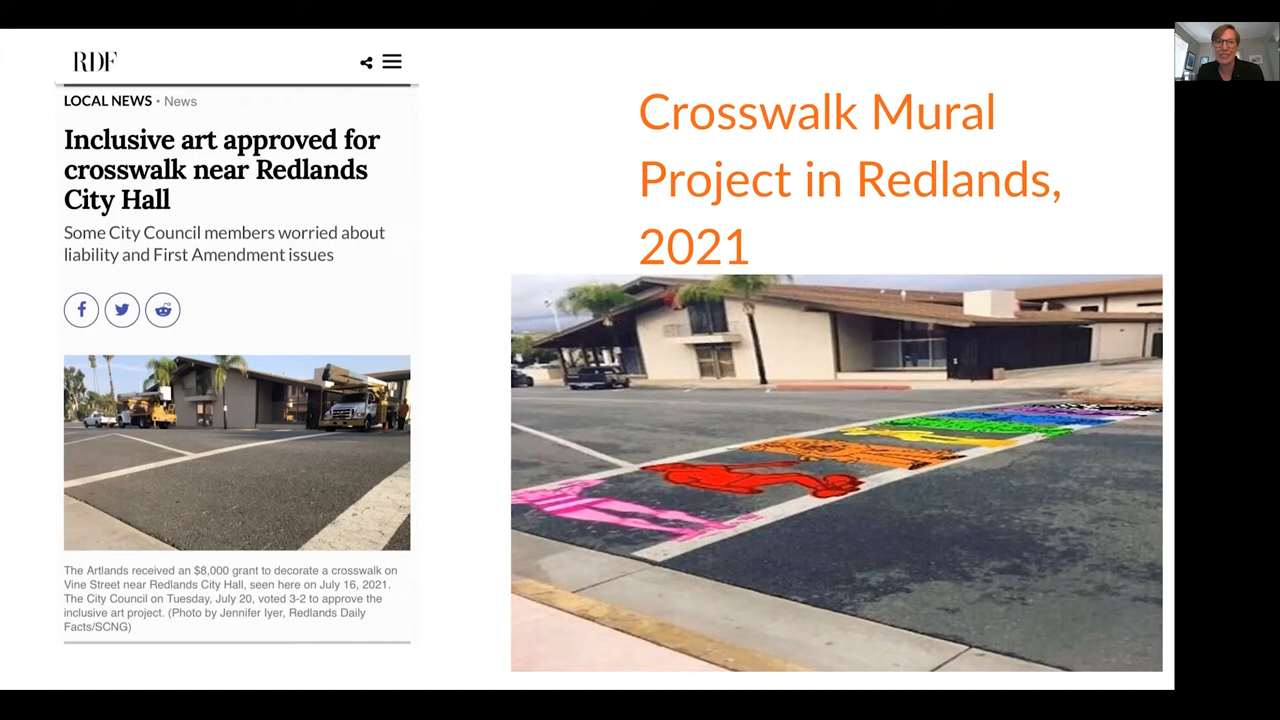 RDF
LOCAL NEWS • News
Inclusive art approved for
crosswalk near Redlands
City Hall
Some City Council members worried about
liability and First Amendment issues
The Artlands received an $8,000 grant to decorate a crosswalk on
Vine Street near Redlands City Hall, seen here on July 16, 2021.
The City Council on Tuesday, July 20, voted 3-2 to approve the
inclusive art project. (Photo by Jennifer Iyer, Redlands Daily
Facts/SCNG)
Crosswalk Mural
Project in Redlands,
2021